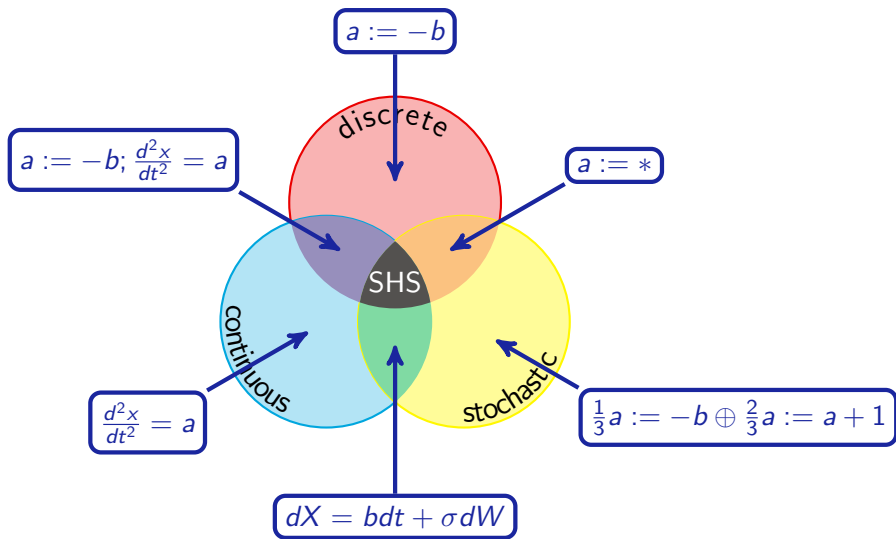 a := −b
discrete
a := −b; d²x/dt² = a
a := ∗
SHS
continuous
stochastic
d²x/dt² = a
1/3 a := −b ⊕ 2/3 a := a + 1
dX = bdt + σdW